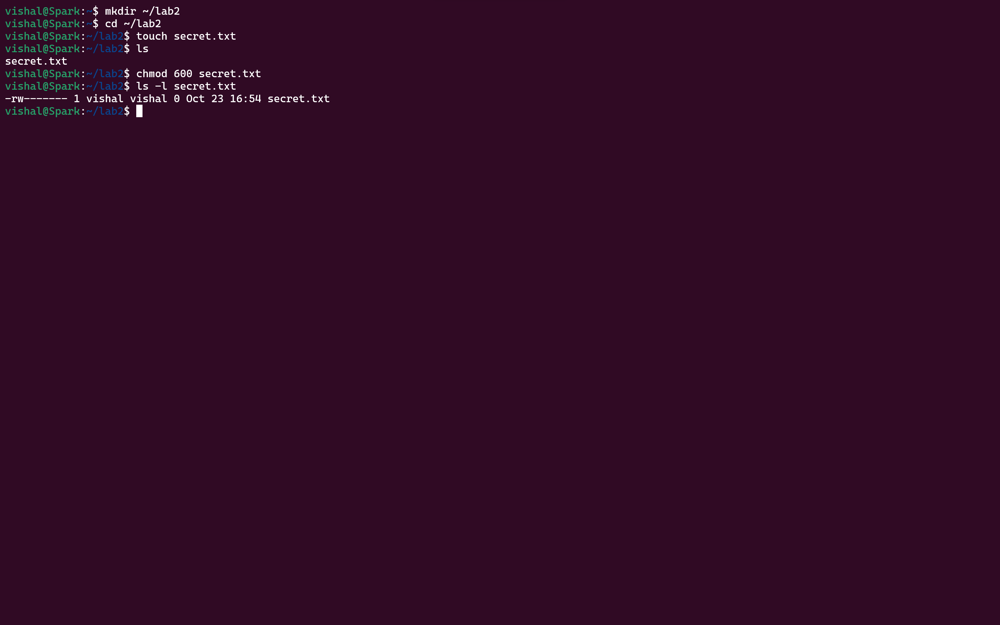 vishal@Spark:~$ mkdir ~/lab2
vishal@Spark:~$ cd ~/lab2
vishal@Spark:~/lab2$ touch secret.txt
vishal@Spark:~/lab2$ ls
secret.txt
vishal@Spark:~/lab2$ chmod 600 secret.txt
vishal@Spark:~/lab2$ ls -l secret.txt
-rw------- 1 vishal vishal 0 Oct 23 16:54 secret.txt
vishal@Spark:~/lab2$